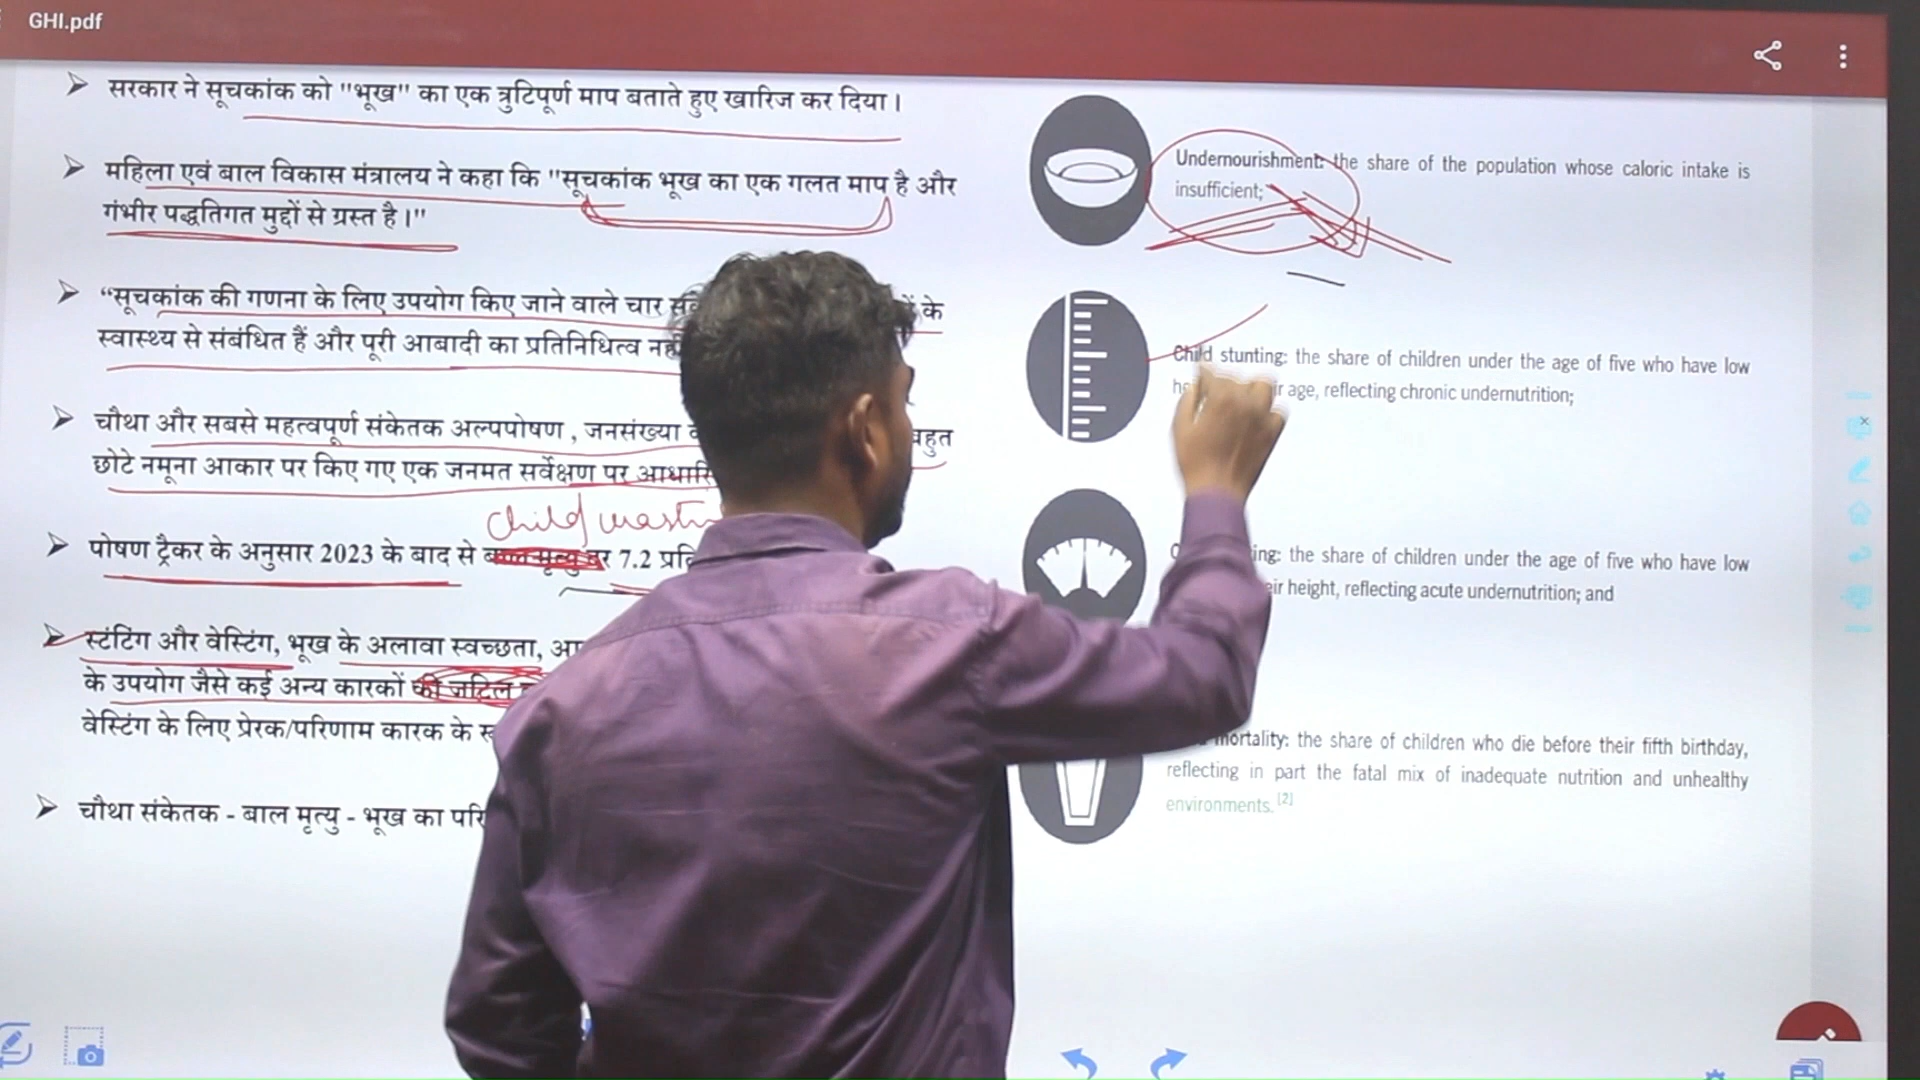 GHI.pdf
सरकार ने सूचकांक को "भूख" का एक त्रुटिपूर्ण माप बताते हुए खारिज कर दिया।
महिला एवं बाल विकास मंत्रालय ने कहा कि "सूचकांक भूख का एक गलत माप है और
गंभीर पद्धतिगत मुद्दों से ग्रस्त है।"
“सूचकांक की गणना के लिए उपयोग किए जाने वाले चार के
स्वास्थ्य से संबंधित हैं और पूरी आबादी का प्रतिनिधित्व
चौथा और सबसे महत्वपूर्ण संकेतक अल्पपोषण , जनसंख्या बहुत
छोटे नमूना आकार पर किए गए एक जनमत सर्वेक्षण पर
child
पोषण ट्रैकर के अनुसार 2023 के बाद से 7.2
स्टंटिंग और वेस्टिंग, भूख के अलावा स्वच्छता,
के उपयोग जैसे कई अन्य कारकों की जटिल
वेस्टिंग के लिए प्रेरक/परिणाम कारक के
चौथा संकेतक - बाल मृत्यु - भूख का
Undernourishment: the share of the population whose caloric intake is
insufficient;
Child stunting: the share of children under the age of five who have low
age, reflecting chronic undernutrition;
the share of children under the age of five who have low
height, reflecting acute undernutrition; and
mortality: the share of children who die before their fifth birthday,
reflecting in part the fatal mix of inadequate nutrition and unhealthy
environments. [2]